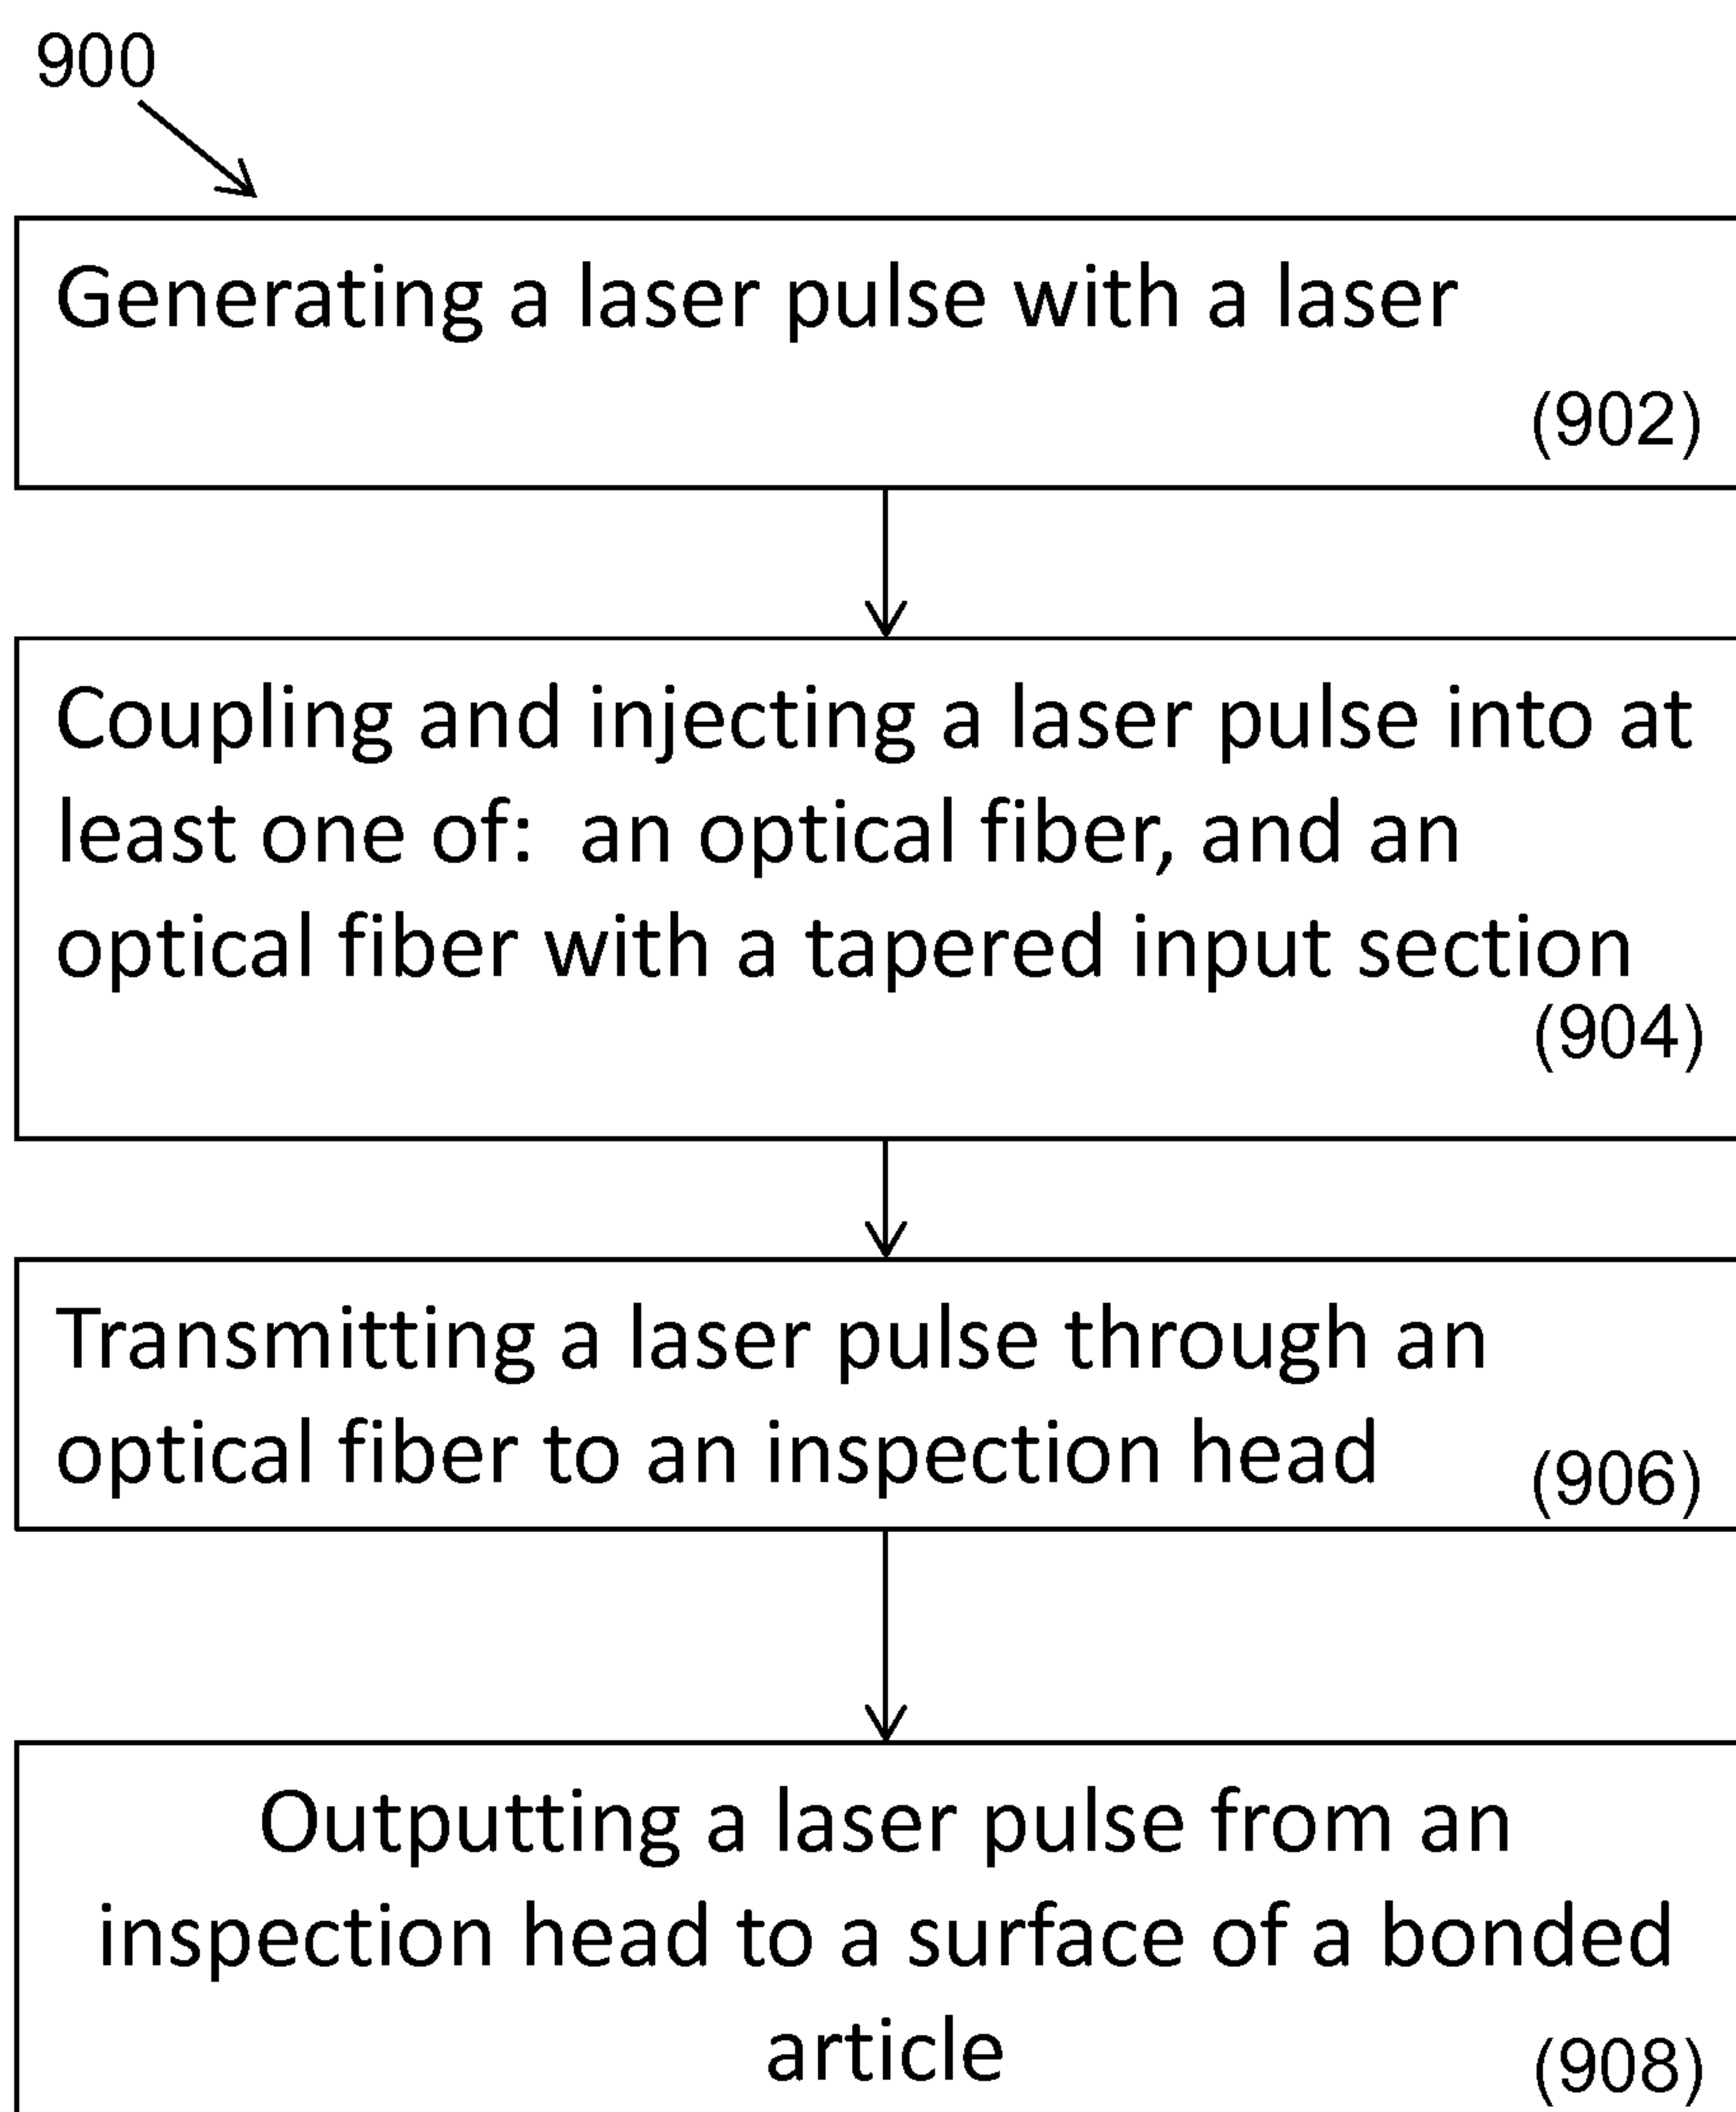 900
Generating a laser pulse with a laser
(902)
Coupling and injecting a laser pulse into at
least one of:  an optical fiber, and an
optical fiber with a tapered input section
(904)
Transmitting a laser pulse through an
optical fiber to an inspection head
(906)
Outputting a laser pulse from an
inspection head to a surface of a bonded
article
(908)